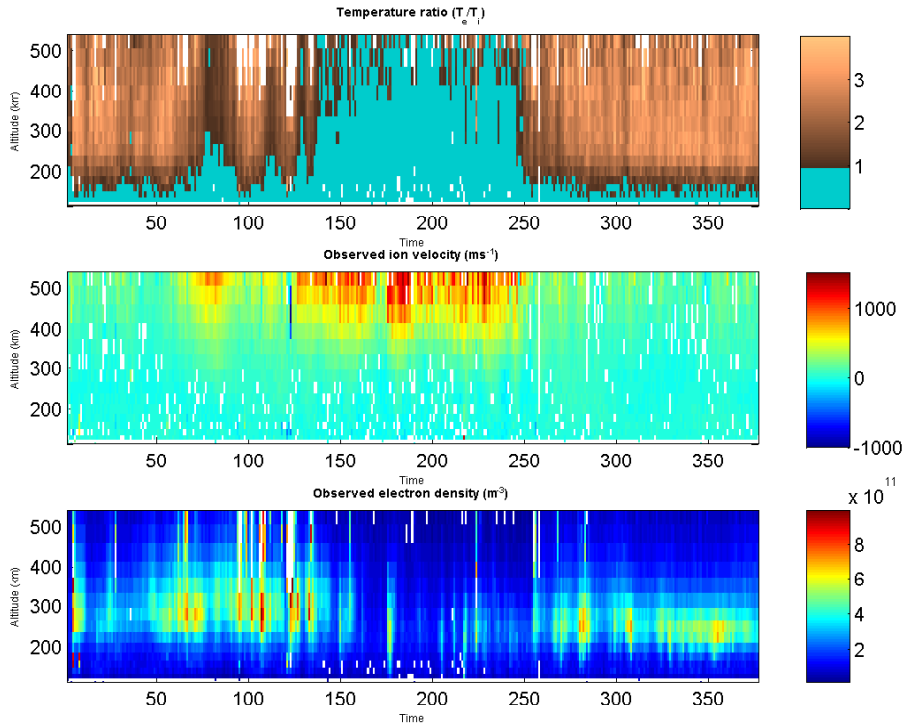 Temperature ratio (Te/Ti)
500
400
300
200
Altitude (km)
50 100 150 200 250 300 350
Time
3
2
1
Observed ion velocity (ms-1)
500
400
300
200
Altitude (km)
50 100 150 200 250 300 350
Time
1000
0
-1000
Observed electron density (m-3)
x 10 11
500
400
300
200
Altitude (km)
50 100 150 200 250 300 350
Time
8
6
4
2